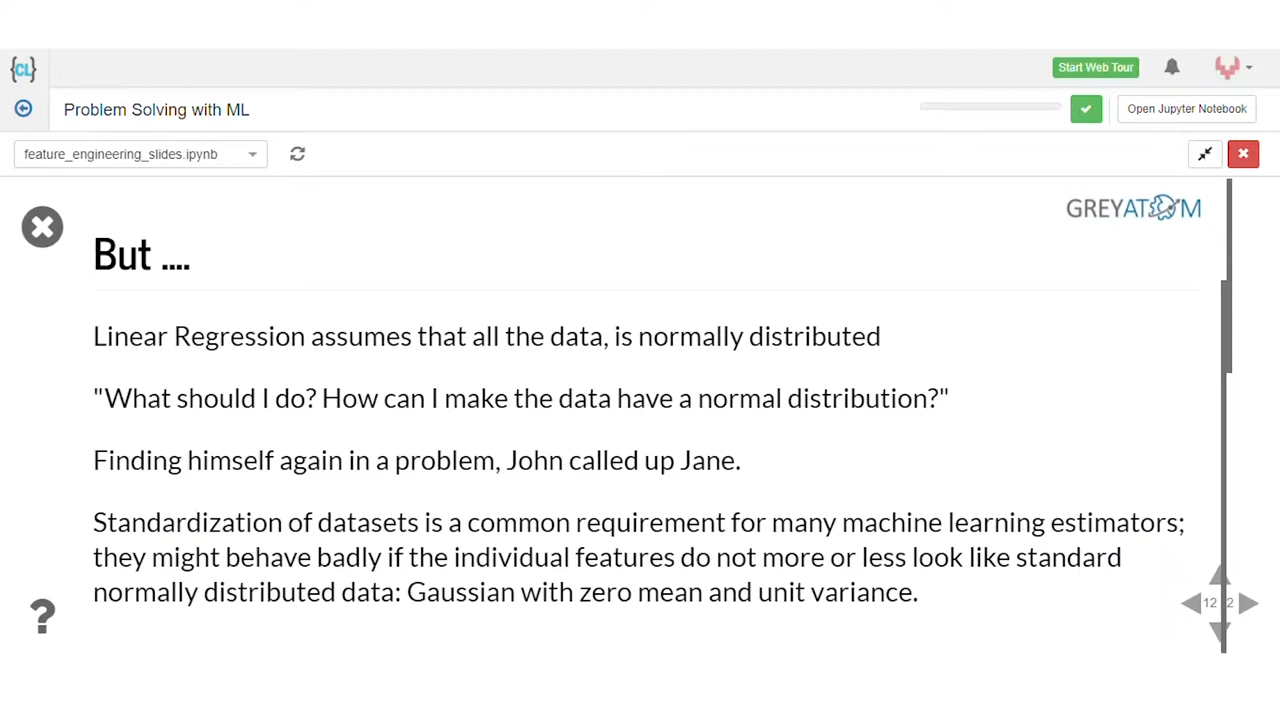 {CL}
Start Web Tour
Problem Solving with ML
Open Jupyter Notebook
feature_engineering_slides.ipynb
GREYATOM
But ....
Linear Regression assumes that all the data, is normally distributed
"What should I do? How can I make the data have a normal distribution?"
Finding himself again in a problem, John called up Jane.
Standardization of datasets is a common requirement for many machine learning estimators;
they might behave badly if the individual features do not more or less look like standard
normally distributed data: Gaussian with zero mean and unit variance.
?
12 2